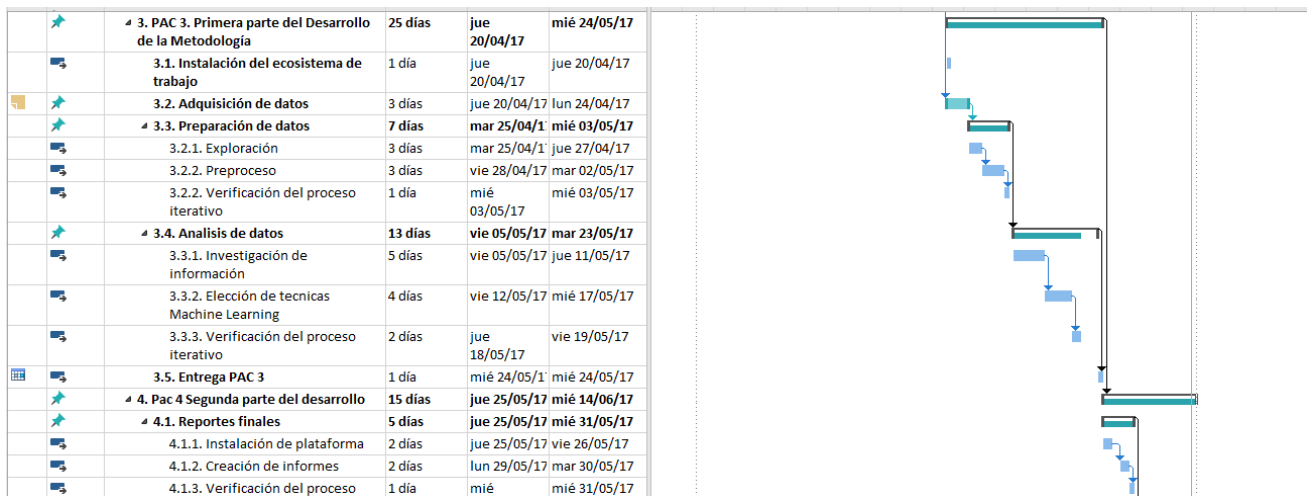 3. PAC 3. Primera parte del Desarrollo de la Metodología 25 días jue 20/04/17 mié 24/05/17
3.1. Instalación del ecosistema de trabajo 1 día jue 20/04/17 jue 20/04/17
3.2. Adquisición de datos 3 días jue 20/04/17 lun 24/04/17
3.3. Preparación de datos 7 días mar 25/04/1 mié 03/05/17
3.2.1. Exploración 3 días mar 25/04/1 jue 27/04/17
3.2.2. Preproceso 3 días vie 28/04/17 mar 02/05/17
3.2.2. Verificación del proceso iterativo 1 día mié 03/05/17 mié 03/05/17
3.4. Analisis de datos 13 días vie 05/05/17 mar 23/05/17
3.3.1. Investigación de información 5 días vie 05/05/17 jue 11/05/17
3.3.2. Elección de tecnicas Machine Learning 4 días vie 12/05/17 mié 17/05/17
3.3.3. Verificación del proceso iterativo 2 días jue 18/05/17 vie 19/05/17
3.5. Entrega PAC 3 1 día mié 24/05/1 mié 24/05/17
4. Pac 4 Segunda parte del desarrollo 15 días jue 25/05/17 mié 14/06/17
4.1. Reportes finales 5 días jue 25/05/17 mié 31/05/17
4.1.1. Instalación de plataforma 2 días jue 25/05/17 vie 26/05/17
4.1.2. Creación de informes 2 días lun 29/05/17 mar 30/05/17
4.1.3. Verificación del proceso 1 día mié mié 31/05/17